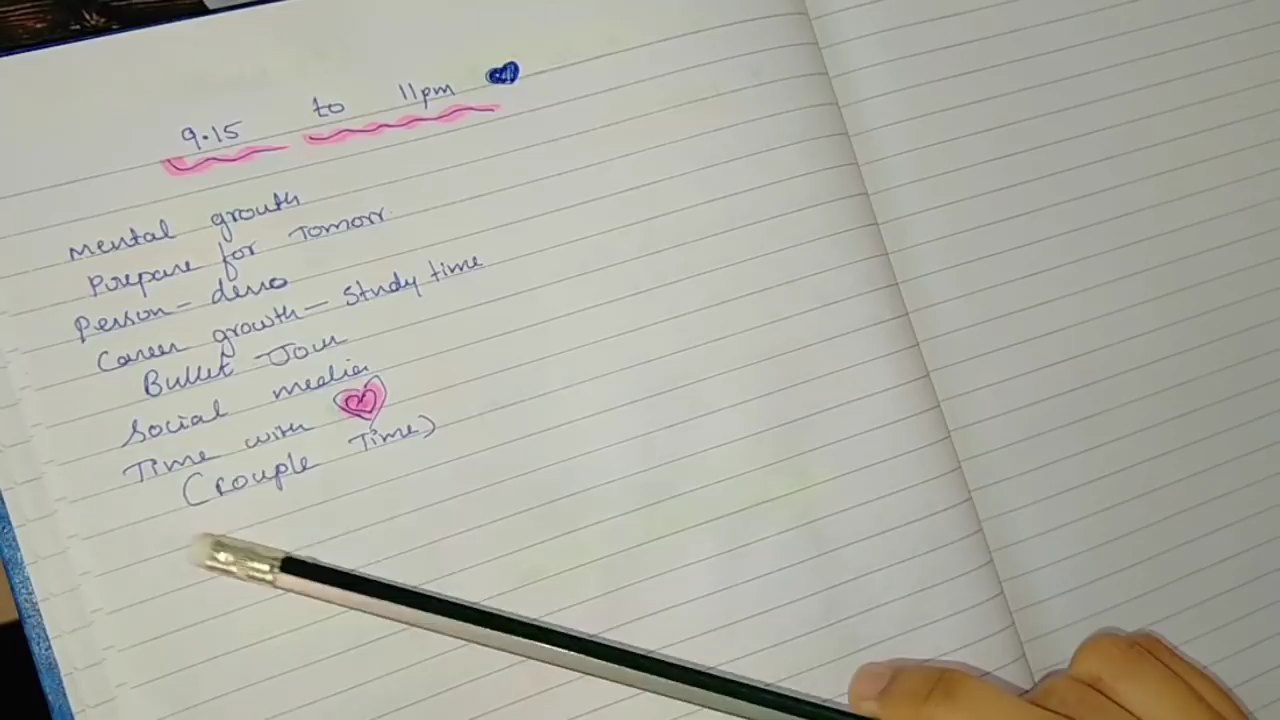 9.15 to 11pm
Mental growth
Prepare for Tomorr
Person - devo
Career growth - study time
Bullet Jour
Social media
Time with
(couple Time)